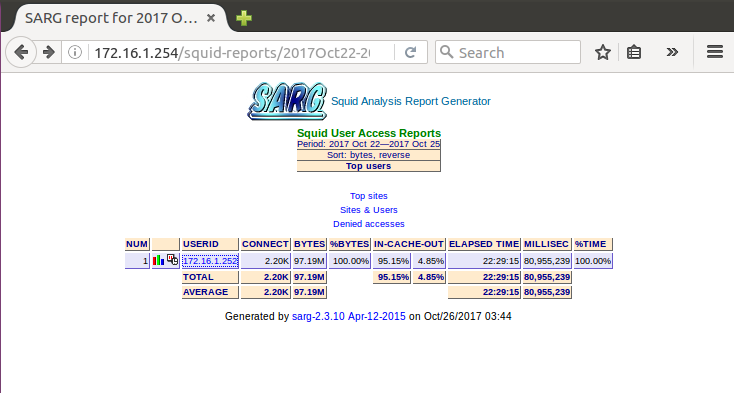 SARG report for 2017 O...
172.16.1.254/squid-reports/2017Oct22-20
Search
SARG Squid Analysis Report Generator
Squid User Access Reports
Period: 2017 Oct 22—2017 Oct 25
Sort: bytes, reverse
Top users
Top sites
Sites & Users
Denied accesses
NUM USERID CONNECT BYTES %BYTES IN-CACHE-OUT ELAPSED TIME MILLISEC %TIME
1 172.16.1.252 2.20K 97.19M 100.00% 95.15% 4.85% 22:29:15 80,955,239 100.00%
TOTAL 2.20K 97.19M 95.15% 4.85% 22:29:15 80,955,239
AVERAGE 2.20K 97.19M 22:29:15 80,955,239
Generated by sarg-2.3.10 Apr-12-2015 on Oct/26/2017 03:44